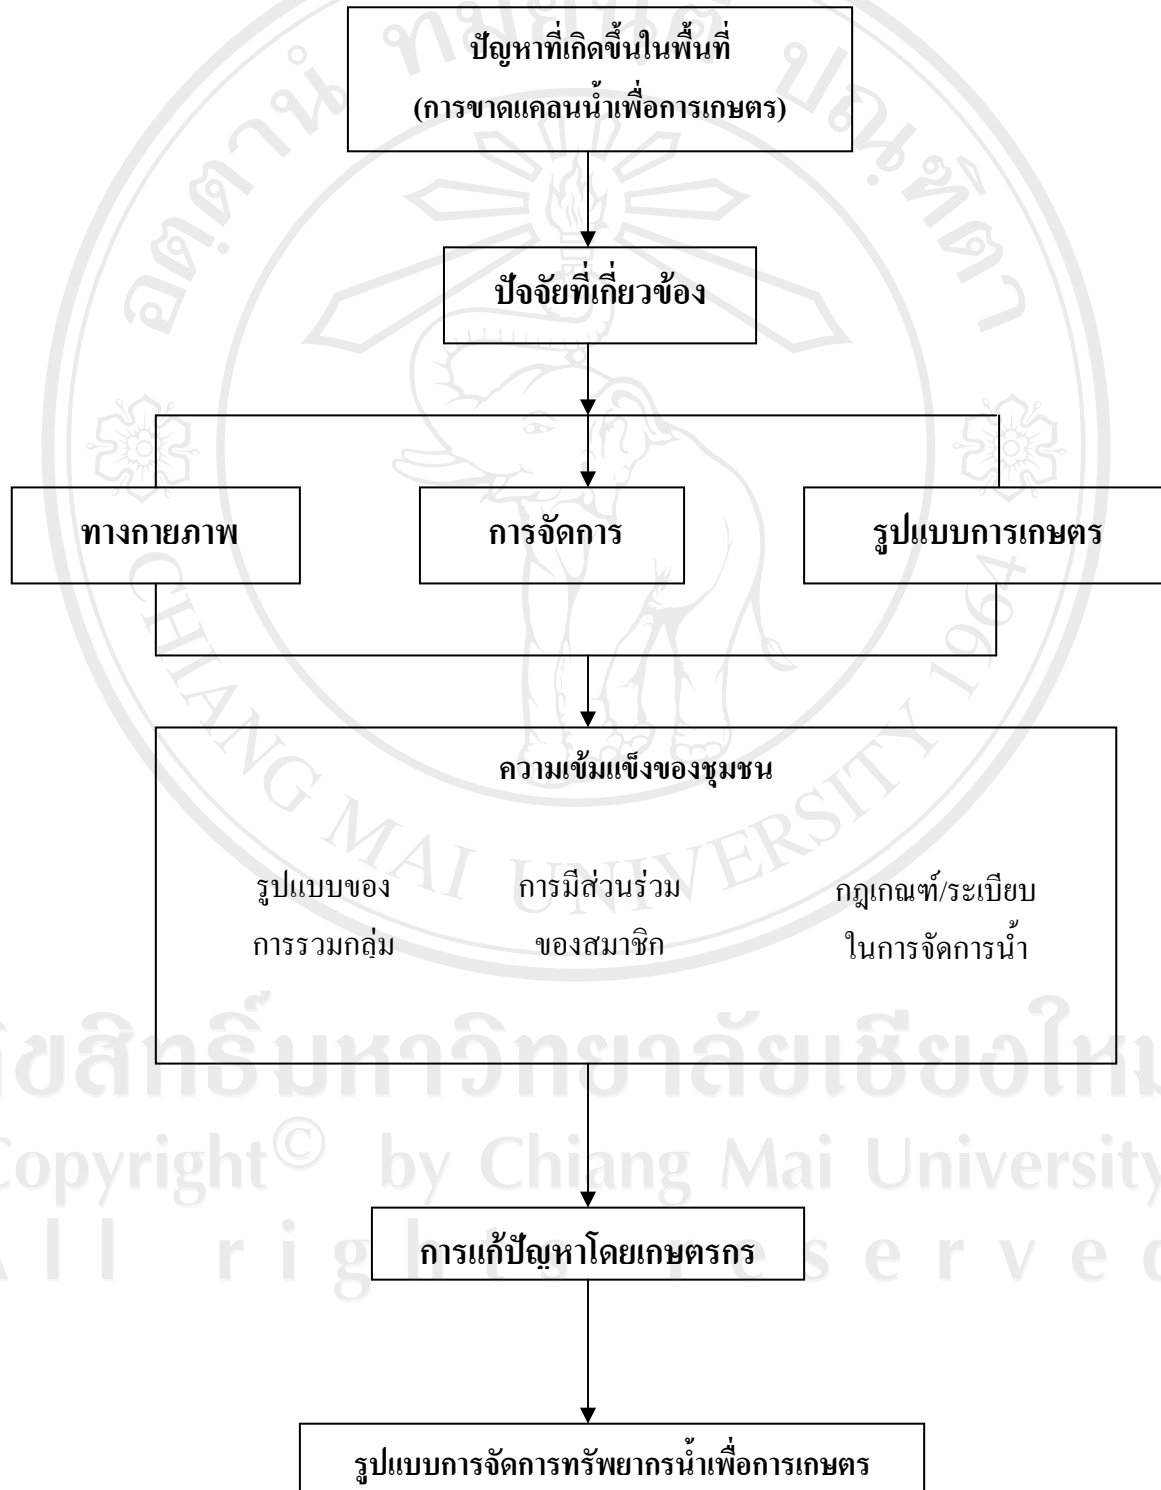 ปัญหาที่เกิดขึ้นในพื้นที่
(การขาดแคลนน้ำเพื่อการเกษตร)
ปัจจัยที่เกี่ยวข้อง
ทางกายภาพ
การจัดการ
รูปแบบการเกษตร
ความเข้มแข็งของชุมชน
รูปแบบของ
การรวมกลุ่ม
การมีส่วนร่วม
ของสมาชิก
กฎเกณฑ์/ระเบียบ
ในการจัดการน้ำ
การแก้ปัญหาโดยเกษตรกร
รูปแบบการจัดการทรัพยากรน้ำเพื่อการเกษตร
CHIANG MAI UNIVERSITY 1964
ขสิทธิ์มหาวิทยาลัยเชียงให
Copyright© by Chiang Mai University
All rights reserved